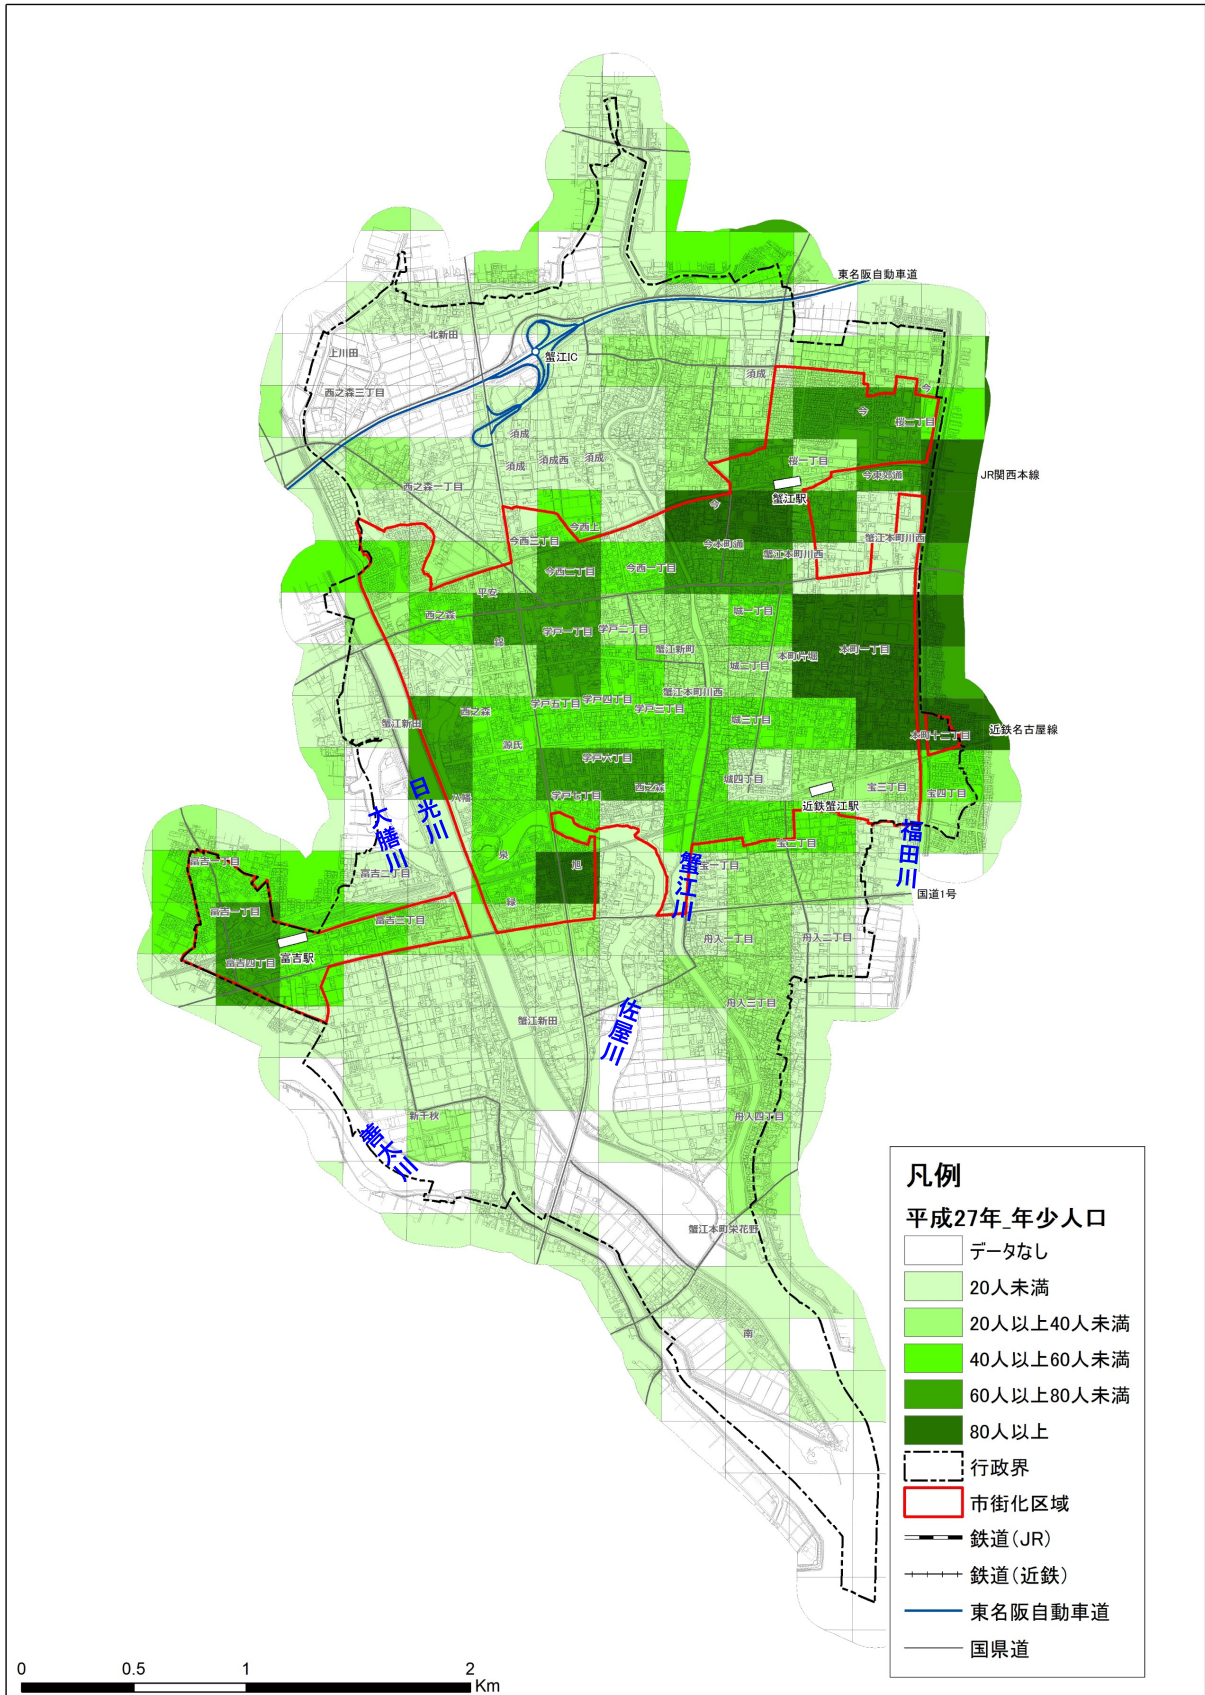 東名阪自動車道
北新田
上川田
蟹江IC
西之森三丁目
須成
今
今
桜二丁目
須成
須成
須成西
須成
桜一丁目
今東郊通
JR関西本線
西之森一丁目
蟹江駅
今
今西上
今西三丁目
今本町通
蟹江本町川西
蟹江本町川西
今西二丁目
今西一丁目
平安
西之森
城一丁目
学戸一丁目
学戸二丁目
蟹江新町
本町片堀
本町一丁目
城二丁目
蟹江本町川西
学戸五丁目
学戸四丁目
学戸三丁目
西之森
蟹江新田
城三丁目
近鉄名古屋線
本町十二丁目
源氏
学戸六丁目
西之森
城四丁目
宝三丁目
宝四丁目
学戸七丁目
八幡
日光川
大膳川
近鉄蟹江駅
福田川
宝二丁目
泉
旭
宝一丁目
蟹江川
富吉一丁目
富吉二丁目
国道1号
緑
富吉一丁目
富吉三丁目
富吉四丁目
富吉駅
舟入一丁目
舟入二丁目
舟入三丁目
蟹江新田
佐屋川
新千秋
舟入四丁目
善太川
蟹江本町栄花野
南
凡例
平成27年_年少人口
データなし
20人未満
20人以上40人未満
40人以上60人未満
60人以上80人未満
80人以上
行政界
市街化区域
鉄道(JR)
鉄道(近鉄)
東名阪自動車道
国県道
0 0.5 1 2
Km